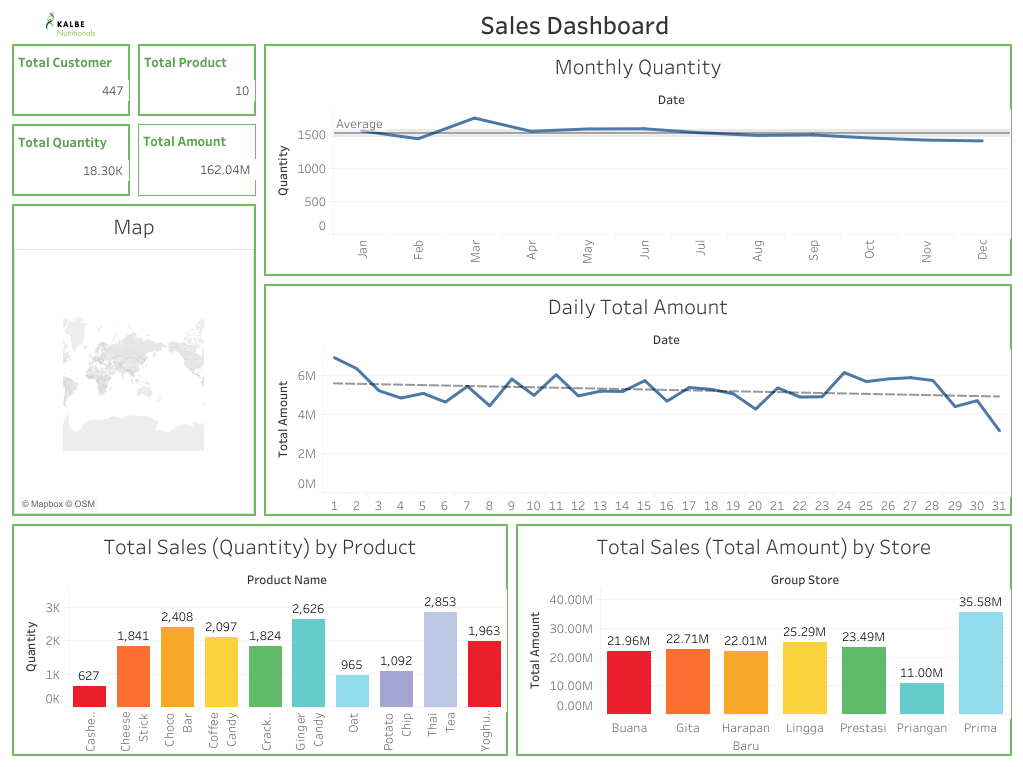 KALBE
Nutritionals
Sales Dashboard
Total Customer
447
Total Product
10
Total Quantity
18.30K
Total Amount
162.04M
Map
© Mapbox © OSM
Monthly Quantity
Date
Quantity
1500
1000
500
0
Average
Jan
Feb
Mar
Apr
May
Jun
Jul
Aug
Sep
Oct
Nov
Dec
Daily Total Amount
Date
Total Amount
6M
4M
2M
0M
1 2 3 4 5 6 7 8 9 10 11 12 13 14 15 16 17 18 19 20 21 22 23 24 25 26 27 28 29 30 31
Total Sales (Quantity) by Product
Product Name
Quantity
3K
2K
1K
0K
627
1,841
2,408
2,097
1,824
2,626
965
1,092
2,853
1,963
Cashe..
Cheese
Stick
Choco
Bar
Coffee
Candy
Crack..
Ginger
Candy
Oat
Potato
Chip
Thai
Tea
Yoghu..
Total Sales (Total Amount) by Store
Group Store
Total Amount
40.00M
30.00M
20.00M
10.00M
0.00M
21.96M
22.71M
22.01M
25.29M
23.49M
11.00M
35.58M
Buana
Gita
Harapan
Baru
Lingga
Prestasi
Priangan
Prima